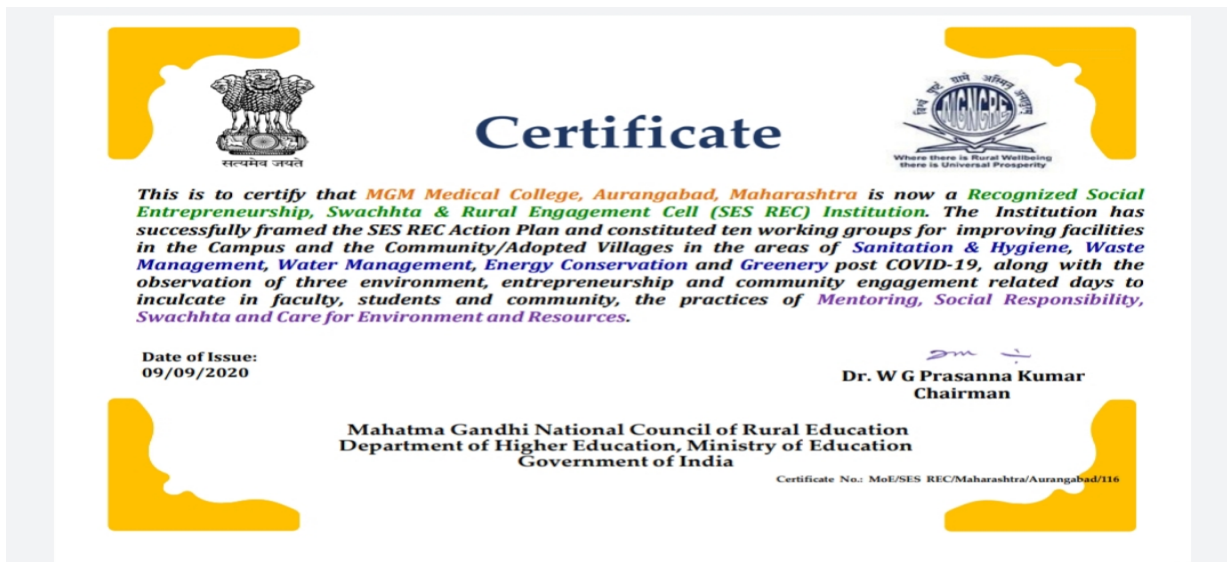 सत्यमेव जयते
Certificate
MGNCRE
Where there is Rural Wellbeing
there is Universal Prosperity
This is to certify that MGM Medical College, Aurangabad, Maharashtra is now a Recognized Social
Entrepreneurship, Swachhta & Rural Engagement Cell (SES REC) Institution. The Institution has
successfully framed the SES REC Action Plan and constituted ten working groups for improving facilities
in the Campus and the Community/Adopted Villages in the areas of Sanitation & Hygiene, Waste
Management, Water Management, Energy Conservation and Greenery post COVID-19, along with the
observation of three environment, entrepreneurship and community engagement related days to
inculcate in faculty, students and community, the practices of Mentoring, Social Responsibility,
Swachhta and Care for Environment and Resources.
Date of Issue:
09/09/2020
Dr. W G Prasanna Kumar
Chairman
Mahatma Gandhi National Council of Rural Education
Department of Higher Education, Ministry of Education
Government of India
Certificate No.: MoE/SES REC/Maharashtra/Aurangabad/116